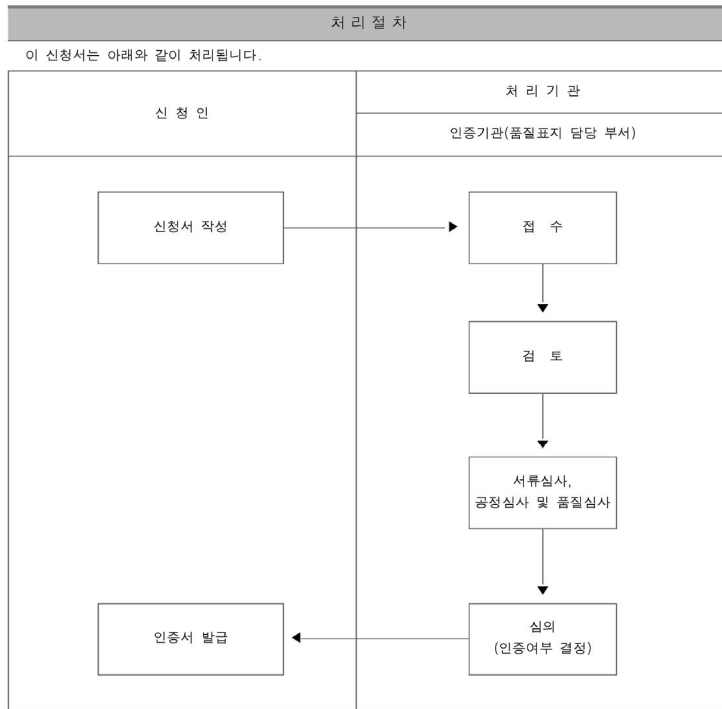 처리절차
이 신청서는 아래와 같이 처리됩니다.
신 청 인
처 리 기 관
인증기관(품질표지 담당 부서)
신청서 작성
접 수
검 토
서류심사,
공정심사 및 품질심사
인증서 발급
심의
(인증여부 결정)